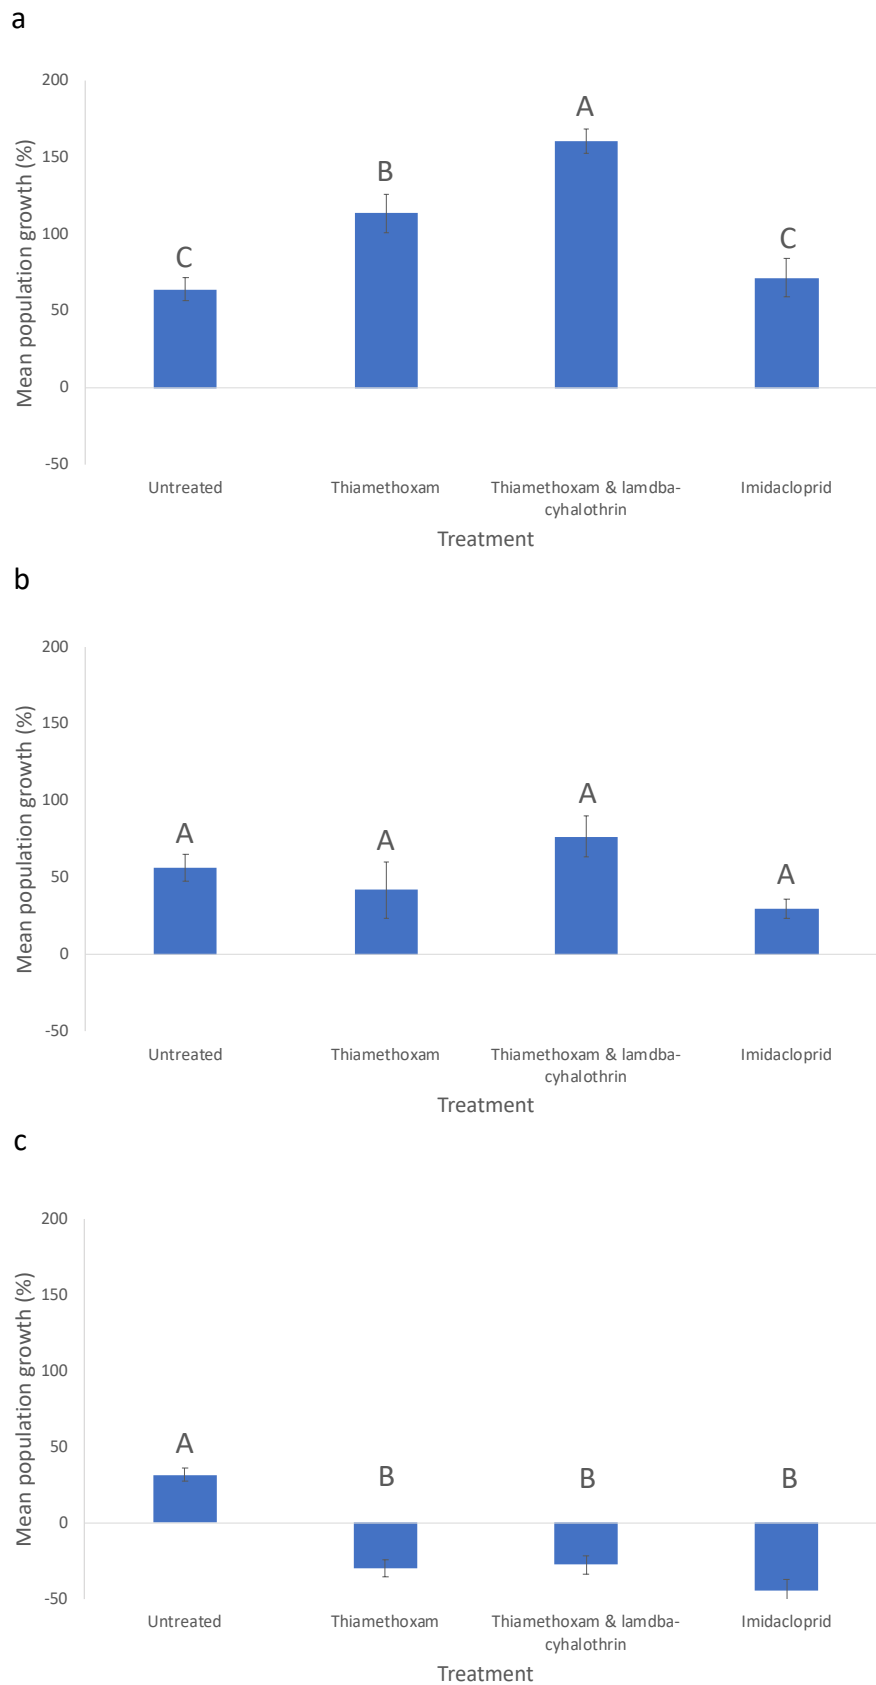 a
Mean population growth (%)
200
150
100
50
0
-50
C
B
A
C
Untreated
Thiamethoxam
Thiamethoxam & lamdba-
cyhalothrin
Imidacloprid
Treatment
b
Mean population growth (%)
200
150
100
50
0
-50
A
A
A
A
Untreated
Thiamethoxam
Thiamethoxam & lamdba-
cyhalothrin
Imidacloprid
Treatment
c
Mean population growth (%)
200
150
100
50
0
-50
A
B
B
B
Untreated
Thiamethoxam
Thiamethoxam & lamdba-
cyhalothrin
Imidacloprid
Treatment